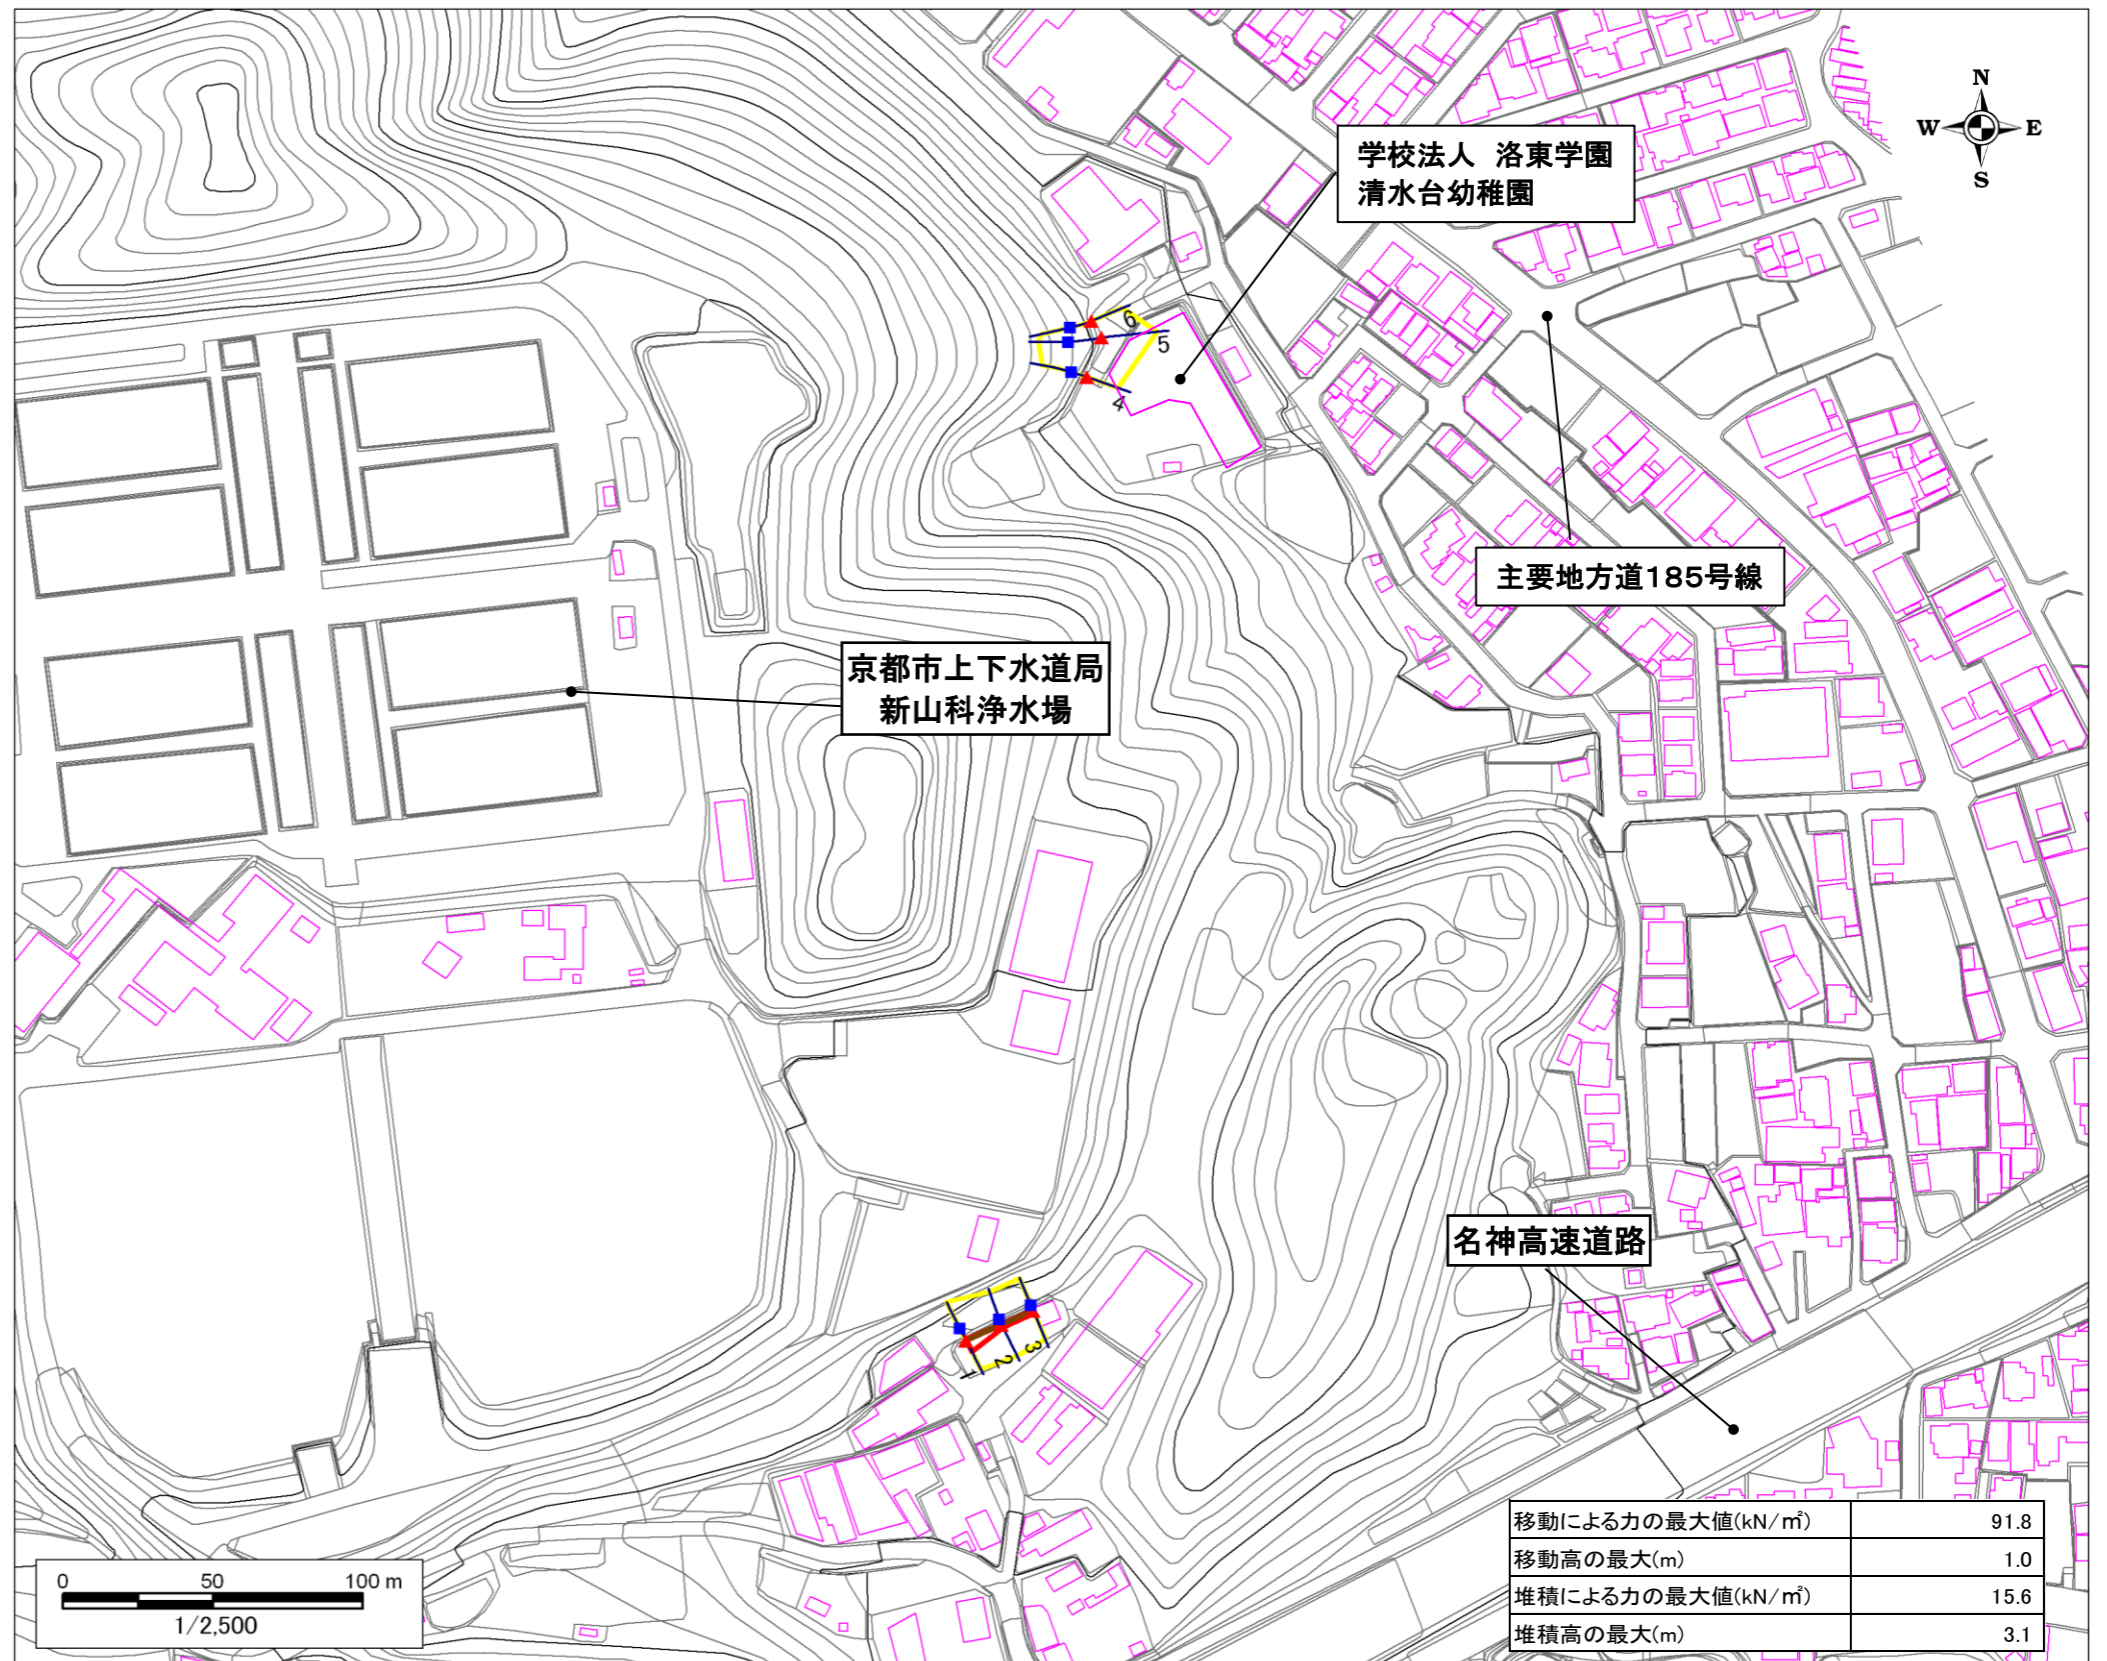 N
W E
S
学校法人 洛東学園
清水台幼稚園
6
5
4
主要地方道185号線
京都市上下水道局
新山科浄水場
名神高速道路
3
2
1
移動による力の最大値(kN/㎡) 91.8
移動高の最大(m) 1.0
堆積による力の最大値(kN/㎡) 15.6
堆積高の最大(m) 3.1
0 50 100 m
1/2,500